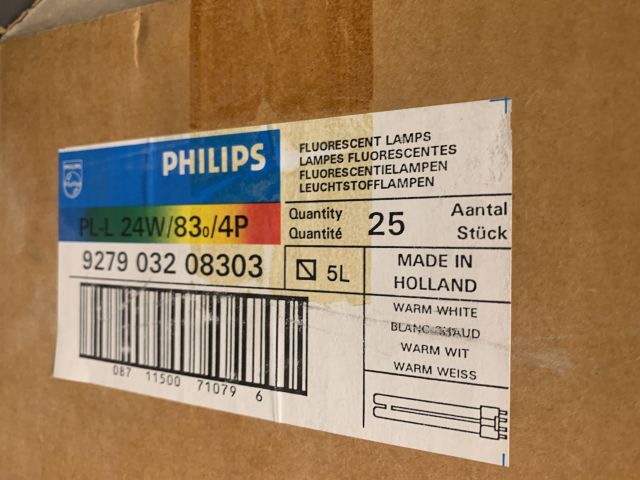 PHILIPS
PL-L 24W/830/4P
9279 032 08303
087 11500 71079 6
FLUORESCENT LAMPS
LAMPES FLUORESCENTES
FLUORESCENTIELAMPEN
LEUCHTSTOFFLAMPEN
Quantity 25 Aantal
Quantité Stück
5L
MADE IN
HOLLAND
WARM WHITE
BLANC CHAUD
WARM WIT
WARM WEISS